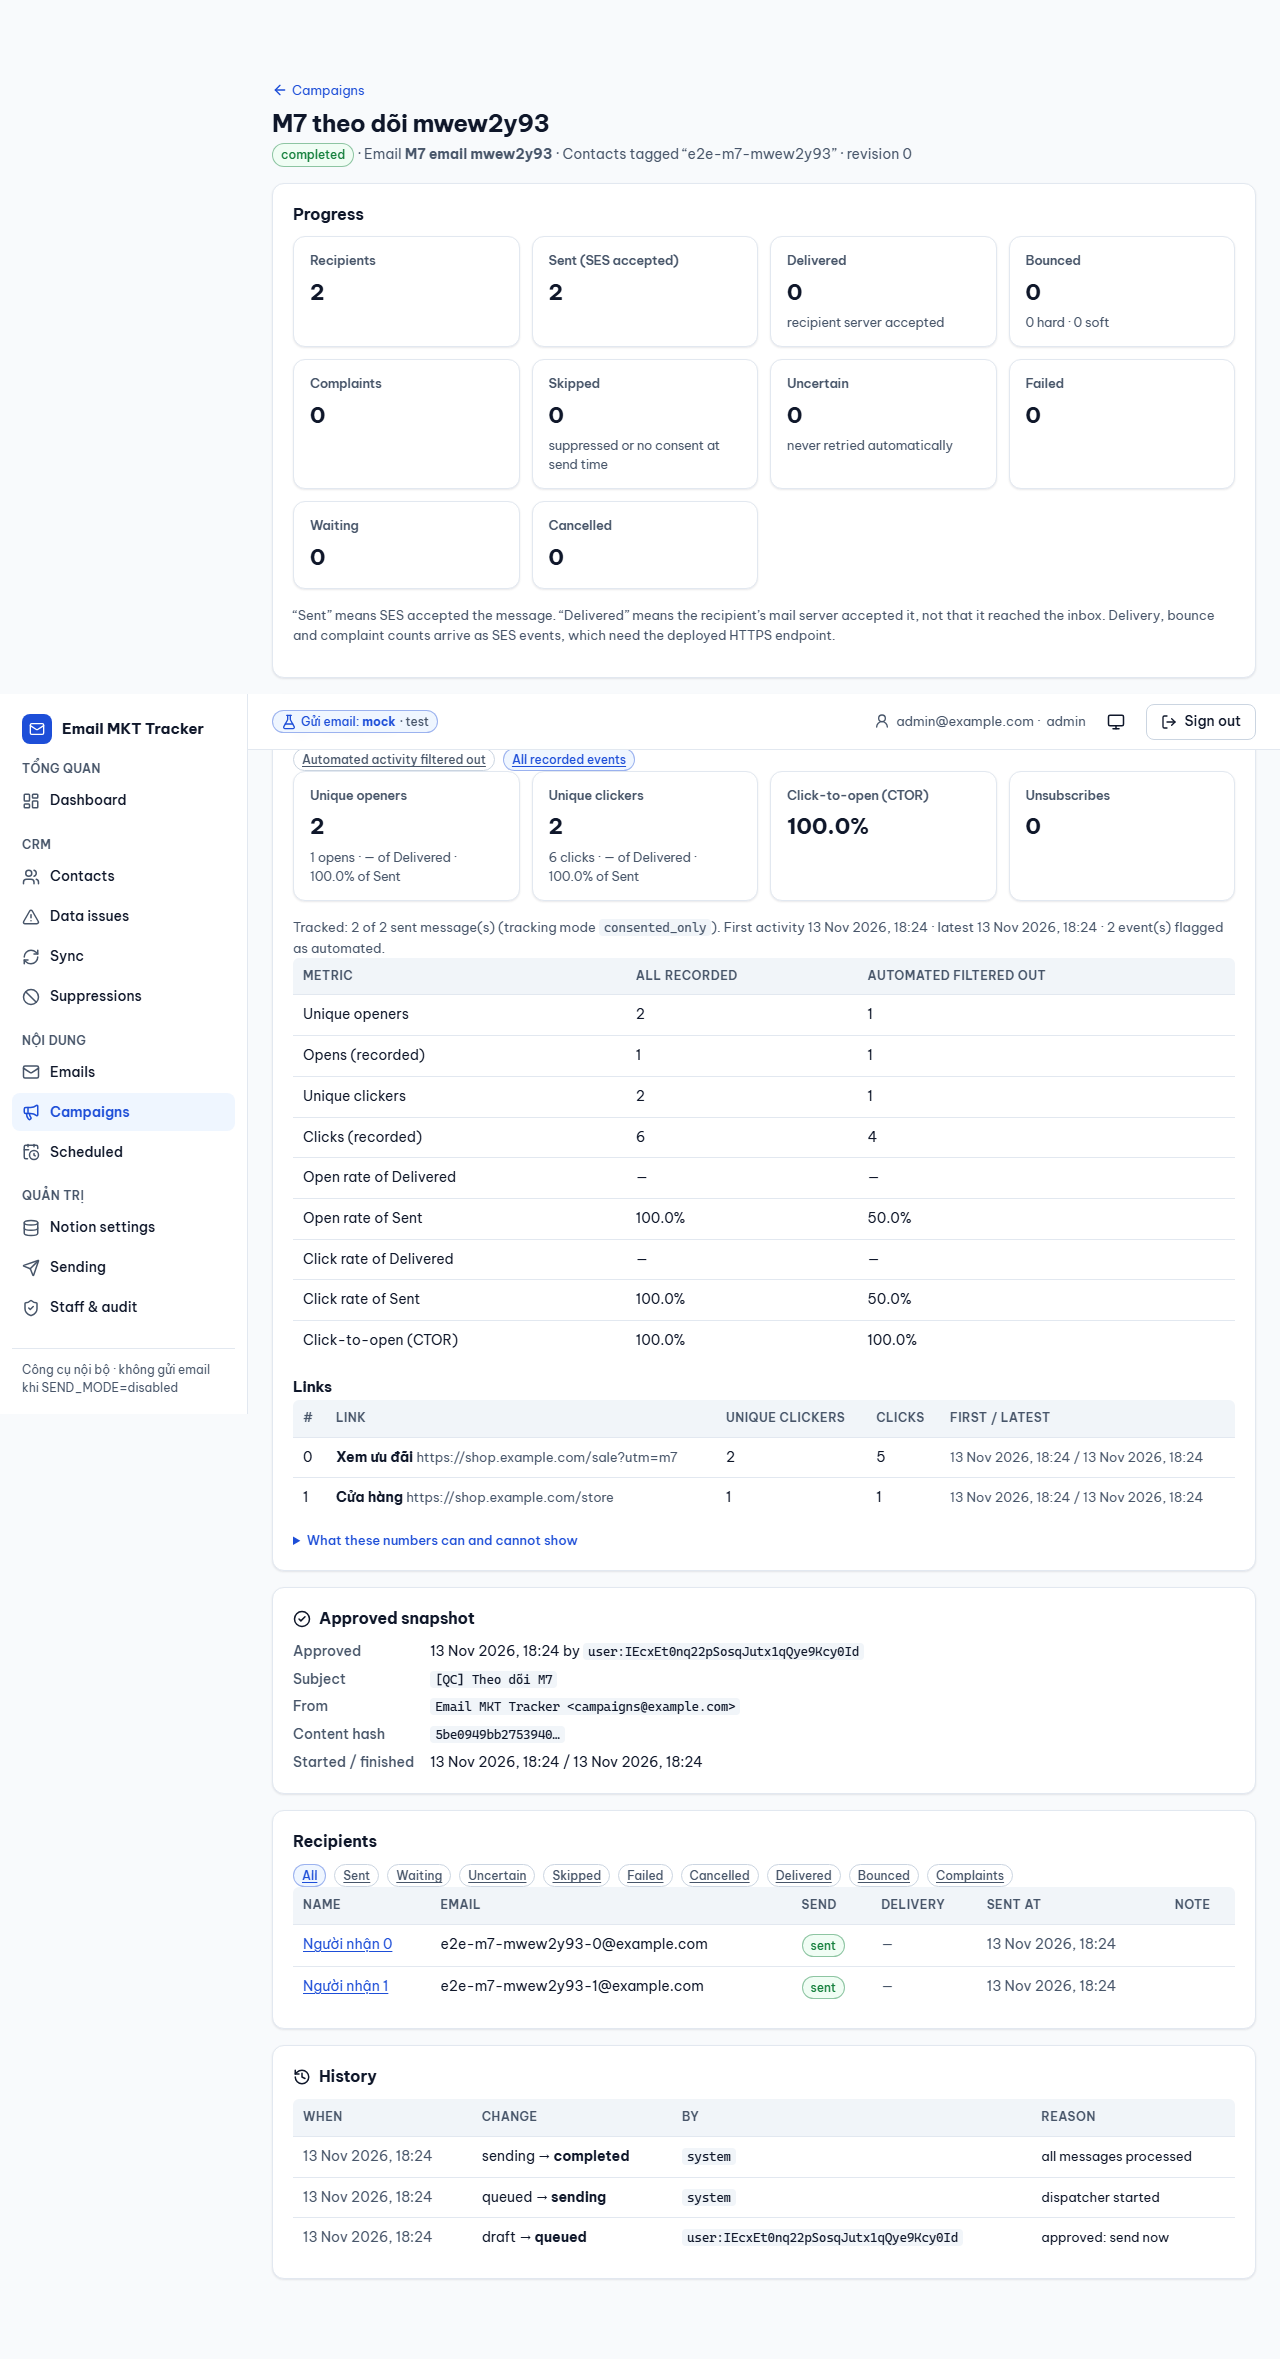 Campaigns
M7 theo dõi mwew2y93
completed · Email M7 email mwew2y93 · Contacts tagged “e2e-m7-mwew2y93” · revision 0
Progress
Recipients
2
Sent (SES accepted)
2
Delivered
0
recipient server accepted
Bounced
0
0 hard · 0 soft
Complaints
0
Skipped
0
suppressed or no consent at
send time
Uncertain
0
never retried automatically
Failed
0
Waiting
0
Cancelled
0
“Sent” means SES accepted the message. “Delivered” means the recipient’s mail server accepted it, not that it reached the inbox. Delivery, bounce
and complaint counts arrive as SES events, which need the deployed HTTPS endpoint.
Email MKT Tracker
TỔNG QUAN
Dashboard
CRM
Contacts
Data issues
Sync
Suppressions
NỘI DUNG
Emails
Campaigns
Scheduled
QUẢN TRỊ
Notion settings
Sending
Staff & audit
Công cụ nội bộ · không gửi email
khi SEND_MODE=disabled
Gửi email: mock · test
admin@example.com · admin
Sign out
Automated activity filtered out
All recorded events
Unique openers
2
1 opens · — of Delivered ·
100.0% of Sent
Unique clickers
2
6 clicks · — of Delivered ·
100.0% of Sent
Click-to-open (CTOR)
100.0%
Unsubscribes
0
Tracked: 2 of 2 sent message(s) (tracking mode consented_only ). First activity 13 Nov 2026, 18:24 · latest 13 Nov 2026, 18:24 · 2 event(s) flagged
as automated.
METRIC ALL RECORDED AUTOMATED FILTERED OUT
Unique openers 2 1
Opens (recorded) 1 1
Unique clickers 2 1
Clicks (recorded) 6 4
Open rate of Delivered — —
Open rate of Sent 100.0% 50.0%
Click rate of Delivered — —
Click rate of Sent 100.0% 50.0%
Click-to-open (CTOR) 100.0% 100.0%
Links
# LINK UNIQUE CLICKERS CLICKS FIRST / LATEST
0 Xem ưu đãi https://shop.example.com/sale?utm=m7 2 5 13 Nov 2026, 18:24 / 13 Nov 2026, 18:24
1 Cửa hàng https://shop.example.com/store 1 1 13 Nov 2026, 18:24 / 13 Nov 2026, 18:24
What these numbers can and cannot show
Approved snapshot
Approved 13 Nov 2026, 18:24 by user:IEcxEt0nq22pSosqJutx1qQye9Kcy0Id
Subject [QC] Theo dõi M7
From Email MKT Tracker <campaigns@example.com>
Content hash 5be0949bb2753940…
Started / finished 13 Nov 2026, 18:24 / 13 Nov 2026, 18:24
Recipients
All Sent Waiting Uncertain Skipped Failed Cancelled Delivered Bounced Complaints
NAME EMAIL SEND DELIVERY SENT AT NOTE
Người nhận 0 e2e-m7-mwew2y93-0@example.com sent — 13 Nov 2026, 18:24
Người nhận 1 e2e-m7-mwew2y93-1@example.com sent — 13 Nov 2026, 18:24
History
WHEN CHANGE BY REASON
13 Nov 2026, 18:24 sending → completed system all messages processed
13 Nov 2026, 18:24 queued → sending system dispatcher started
13 Nov 2026, 18:24 draft → queued user:IEcxEt0nq22pSosqJutx1qQye9Kcy0Id approved: send now